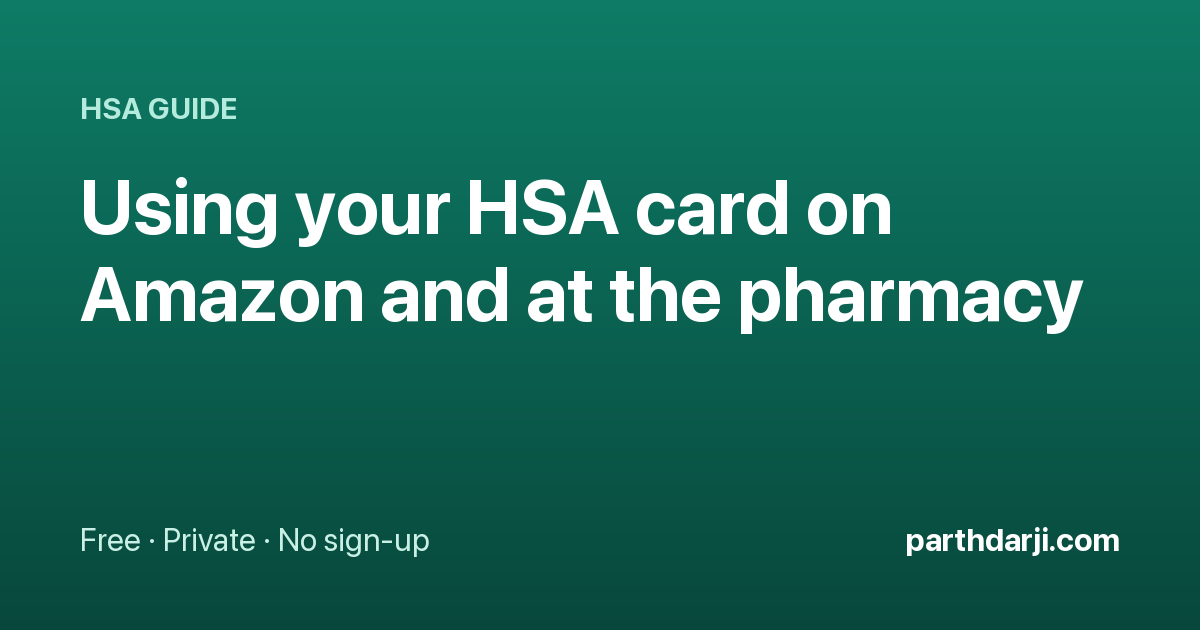 HSA GUIDE
Using your HSA card on
Amazon and at the pharmacy
Free · Private · No sign-up
parthdarji.com